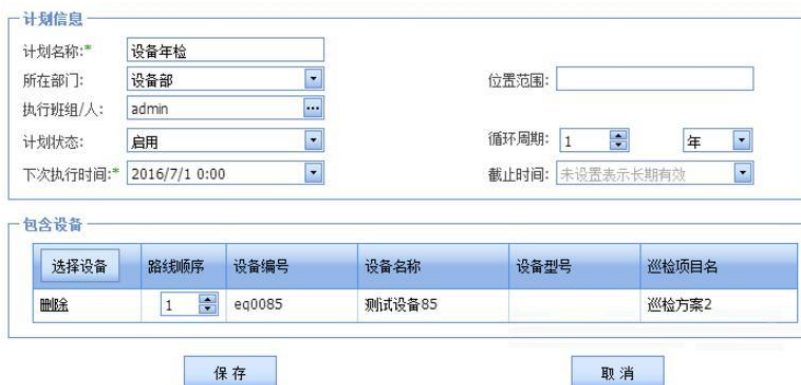 计划信息
计划名称:* 设备年检
所在部门: 设备部 位置范围:
执行班组/人: admin ...
计划状态: 启用 循环周期: 1 年
下次执行时间:* 2016/7/1 0:00 截止时间: 未设置表示长期有效
包含设备
选择设备 路线顺序 设备编号 设备名称 设备型号 巡检项目名
删除 1 eq0085 测试设备85 巡检方案2
保存 取消